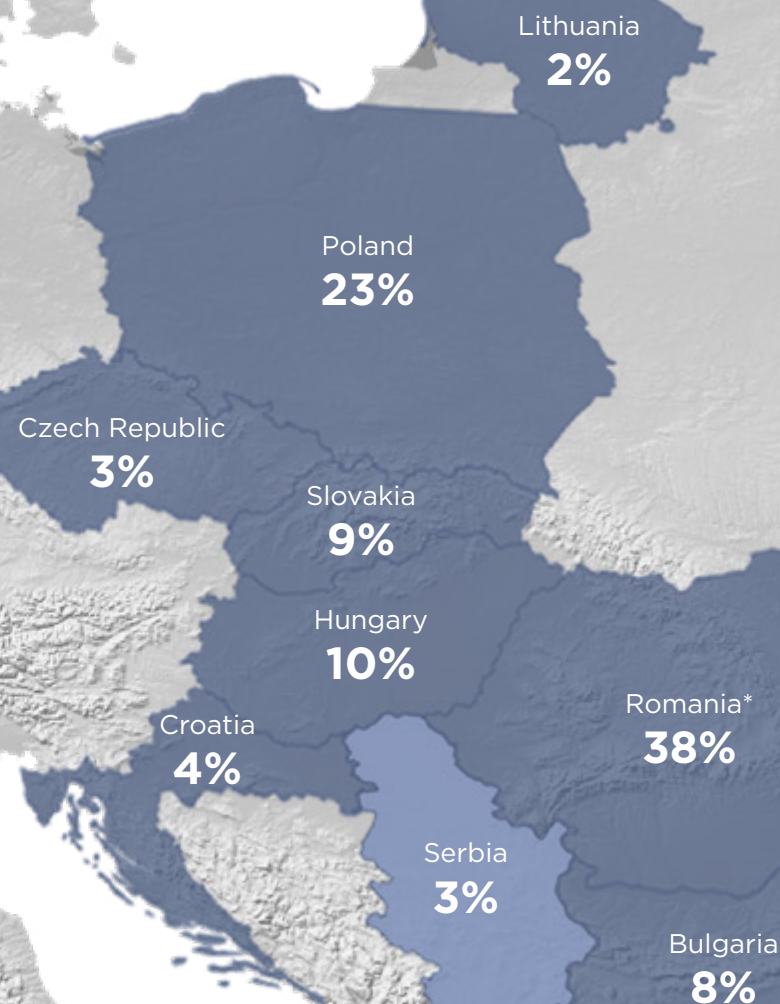 Lithuania
2%
Poland
23%
Czech Republic
3%
Slovakia
9%
Hungary
10%
Romania*
38%
Croatia
4%
Serbia
3%
Bulgaria
8%